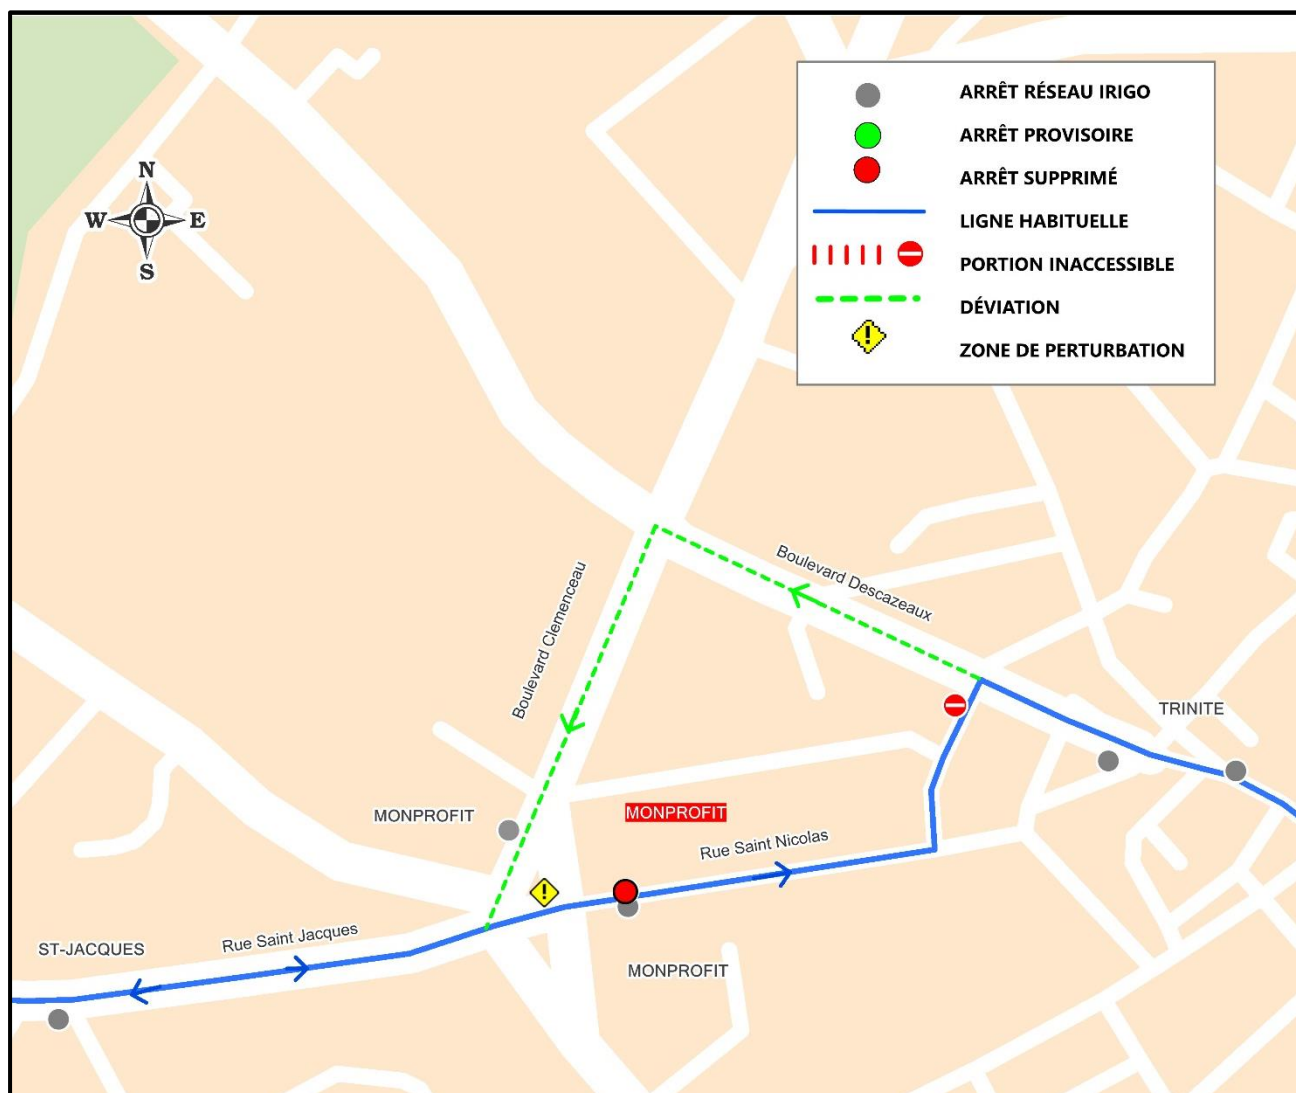 ARRÊT RÉSEAU IRIGO
ARRÊT PROVISOIRE
ARRÊT SUPPRIMÉ
LIGNE HABITUELLE
PORTION INACCESSIBLE
DÉVIATION
! ZONE DE PERTURBATION
N
W E
S
Boulevard Descazeaux
Boulevard Clemenceau
TRINITE
MONPROFIT
MONPROFIT
Rue Saint Nicolas
!
Rue Saint Jacques
ST-JACQUES
MONPROFIT